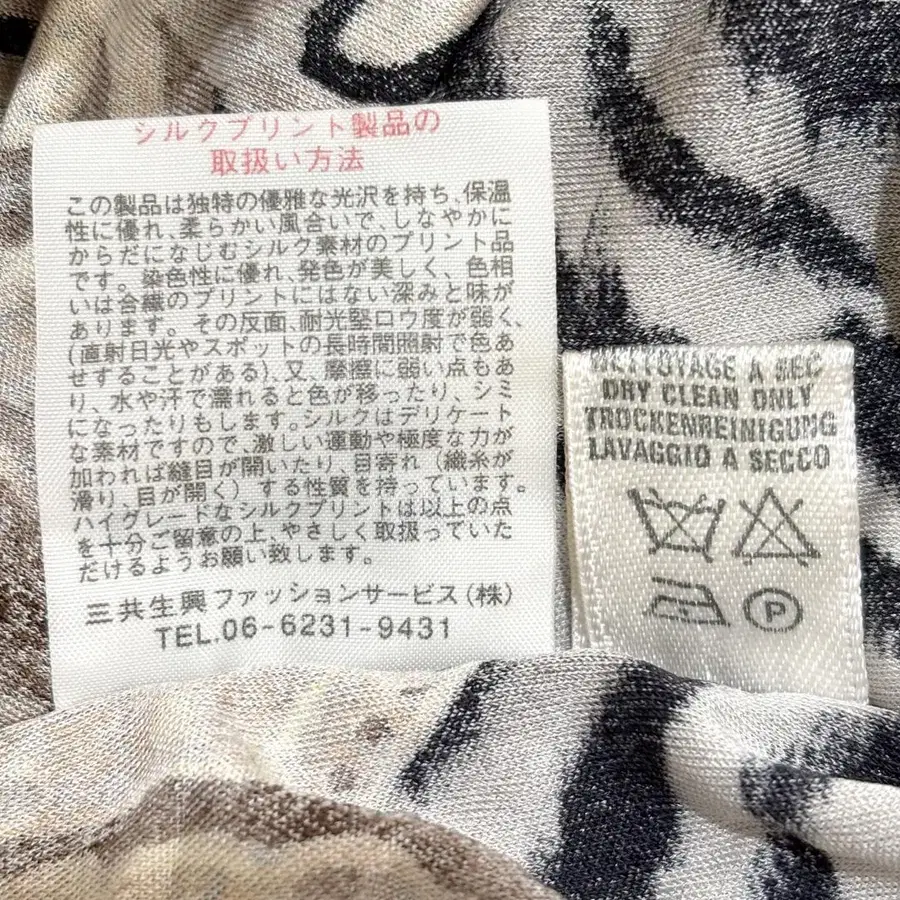 シルクプリント製品の
取扱い方法
この製品は独特の優雅な光沢を持ち、保温
性に優れ、柔らかい風合いで、しなやかに
からだになじむシルク素材のプリント品
です。染色性に優れ、発色が美しく、色相
いは合繊のプリントにはない深みと味が
あります。その反面、耐光堅ロウ度が弱く、
(直射日光やスポットの長時間照射で色あ
せすることがある)、又、摩擦に弱い点もあ
り、水や汗で濡れると色が移ったり、シミ
になったりもします。シルクはデリケート
な素材ですので、激しい運動や極度な力が
加われば縫目が開いたり、目寄れ(織糸が
滑り、目が開く)する性質を持っています。
ハイグレードなシルクプリントは以上の点
を十分ご留意の上、やさしく取扱っていた
だけるようお願い致します。
三共生興ファッションサービス(株)
TEL.06-6231-9431
NETTOYAGE A SEC
DRY CLEAN ONLY
TROCKENREINIGUNG
LAVAGGIO A SECCO
P